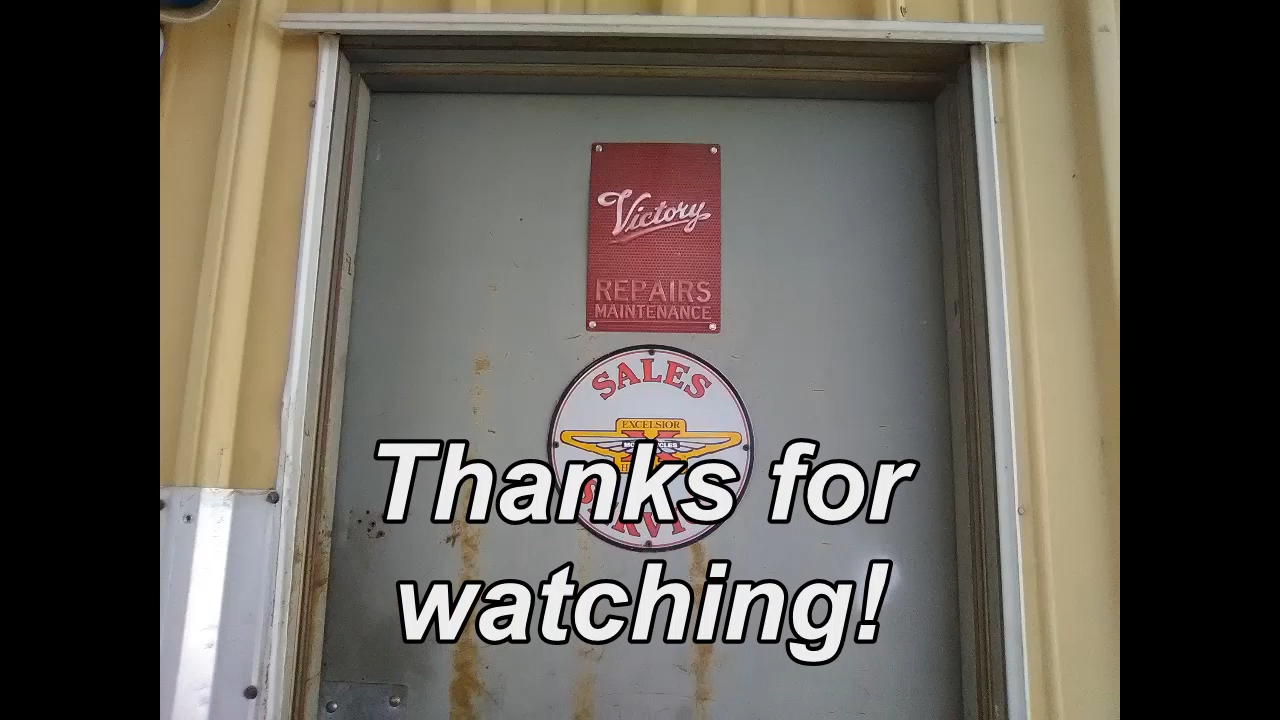 Victory
REPAIRS
MAINTENANCE
SALES
EXCELSIOR
X
Thanks for
watching!